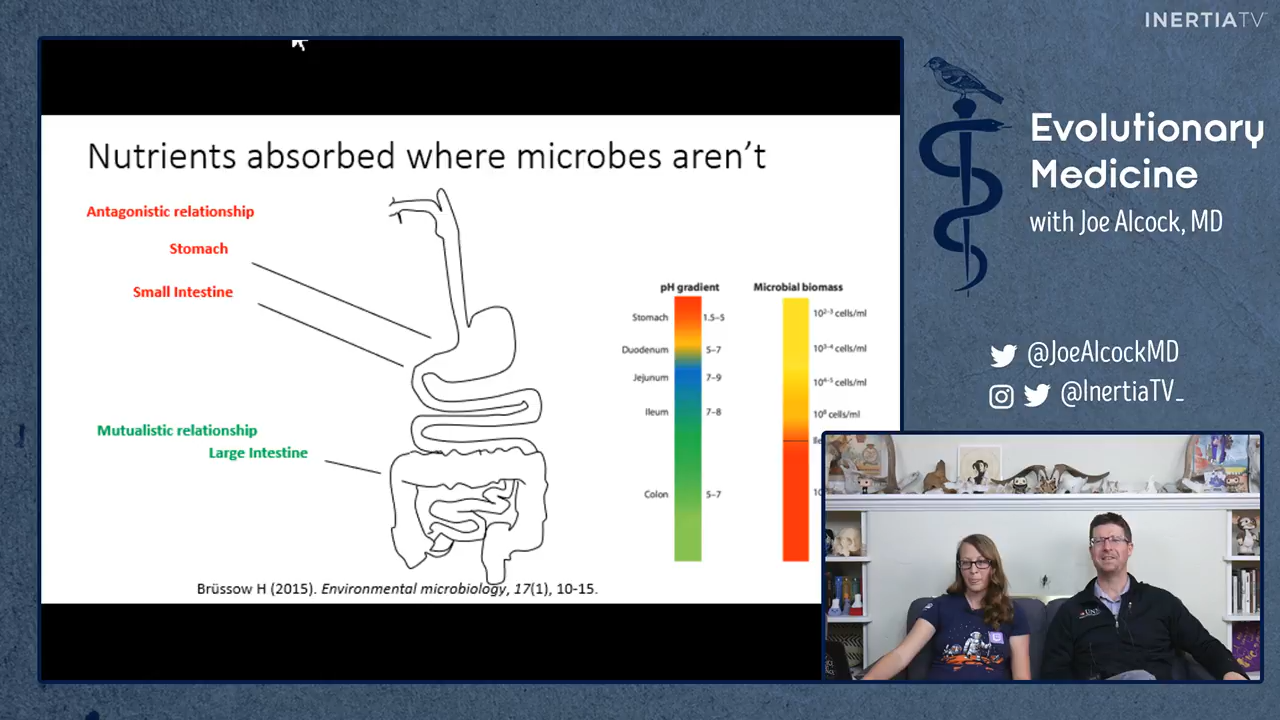 INERTIATV
Nutrients absorbed where microbes aren't
Antagonistic relationship
Stomach
Small Intestine
Mutualistic relationship
Large Intestine
pH gradient
Stomach 1.5–5
Duodenum 5–7
Jejunum 7–9
Ileum 7–8
Colon 5–7
Microbial biomass
10²⁻³ cells/ml
10³⁻⁴ cells/ml
10⁴⁻⁵ cells/ml
10⁸ cells/ml
Ile
10
Brüssow H (2015). Environmental microbiology, 17(1), 10-15.
Evolutionary
Medicine
with Joe Alcock, MD
@JoeAlcockMD
@InertiaTV_
UNM